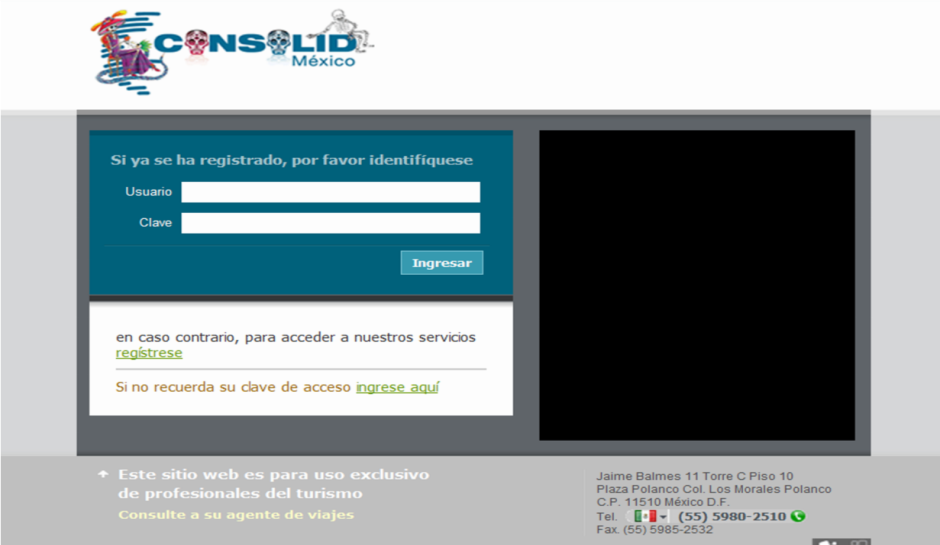 CONSOLID
México
Si ya se ha registrado, por favor identifíquese
Usuario
Clave
Ingresar
en caso contrario, para acceder a nuestros servicios
regístrese
Si no recuerda su clave de acceso ingrese aquí
Este sitio web es para uso exclusivo
de profesionales del turismo
Consulte a su agente de viajes
Jaime Balmes 11 Torre C Piso 10
Plaza Polanco Col. Los Morales Polanco
C.P. 11510 México D.F.
Tel. (55) 5980-2510
Fax. (55) 5985-2532